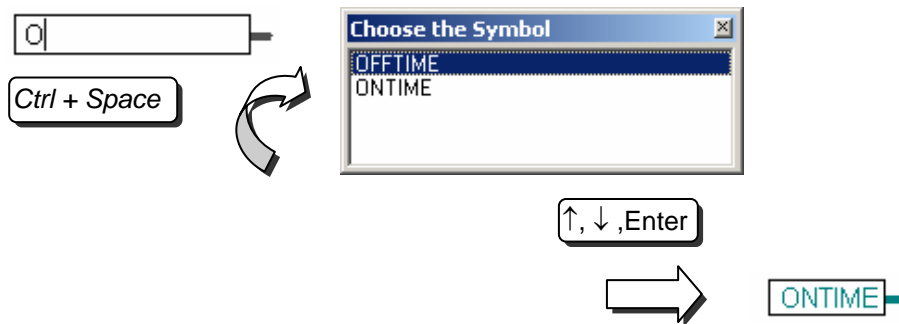 O
Choose the Symbol
OFFTIME
ONTIME
Ctrl + Space
↑, ↓ ,Enter
ONTIME